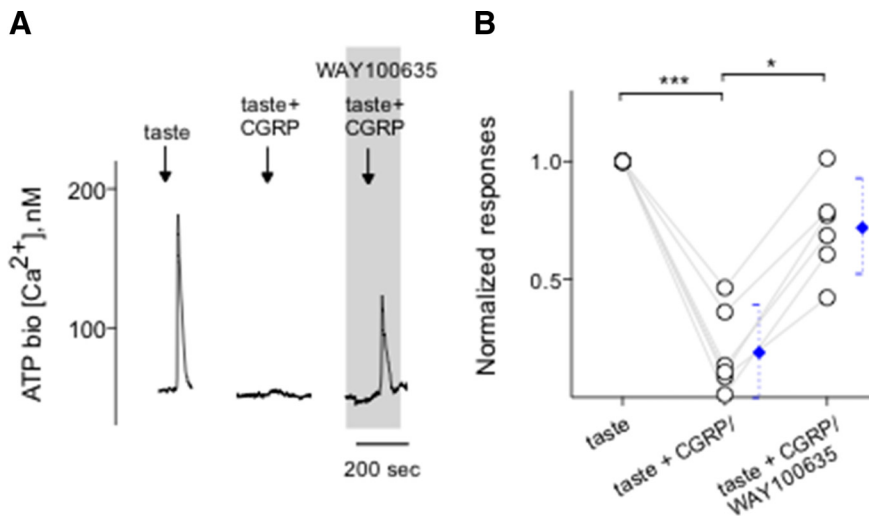 A
WAY100635
taste
taste+
CGRP
taste+
CGRP
ATP bio [Ca2+], nM
200
100
200 sec
B
***
*
Normalized responses
1.0
0.5
taste
taste + CGRP/
taste + CGRP/
WAY100635